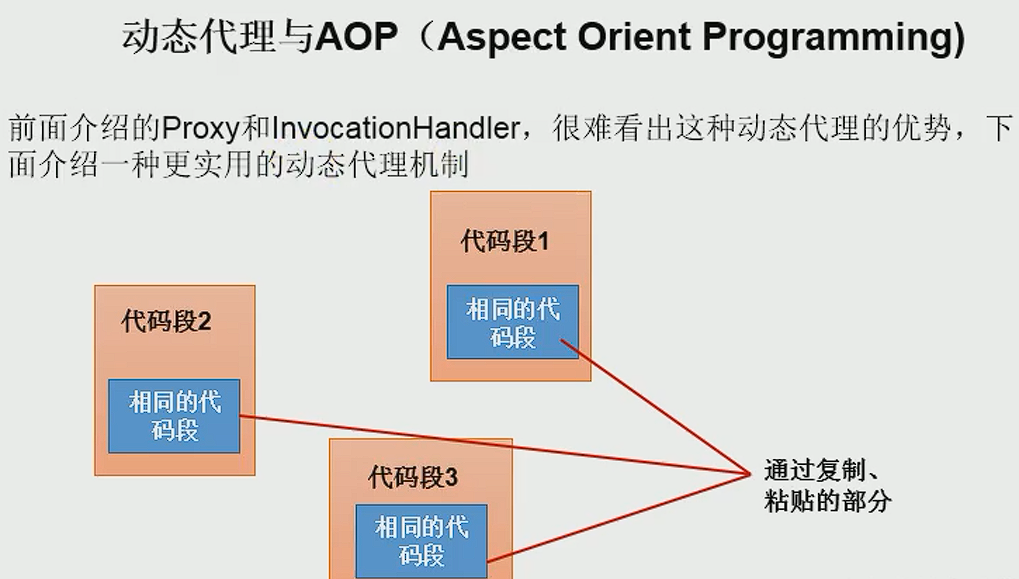 动态代理与AOP（Aspect Orient Programming)
前面介绍的Proxy和InvocationHandler，很难看出这种动态代理的优势，下
面介绍一种更实用的动态代理机制
代码段1
相同的代
码段
代码段2
相同的代
码段
代码段3
相同的代
码段
通过复制、
粘贴的部分